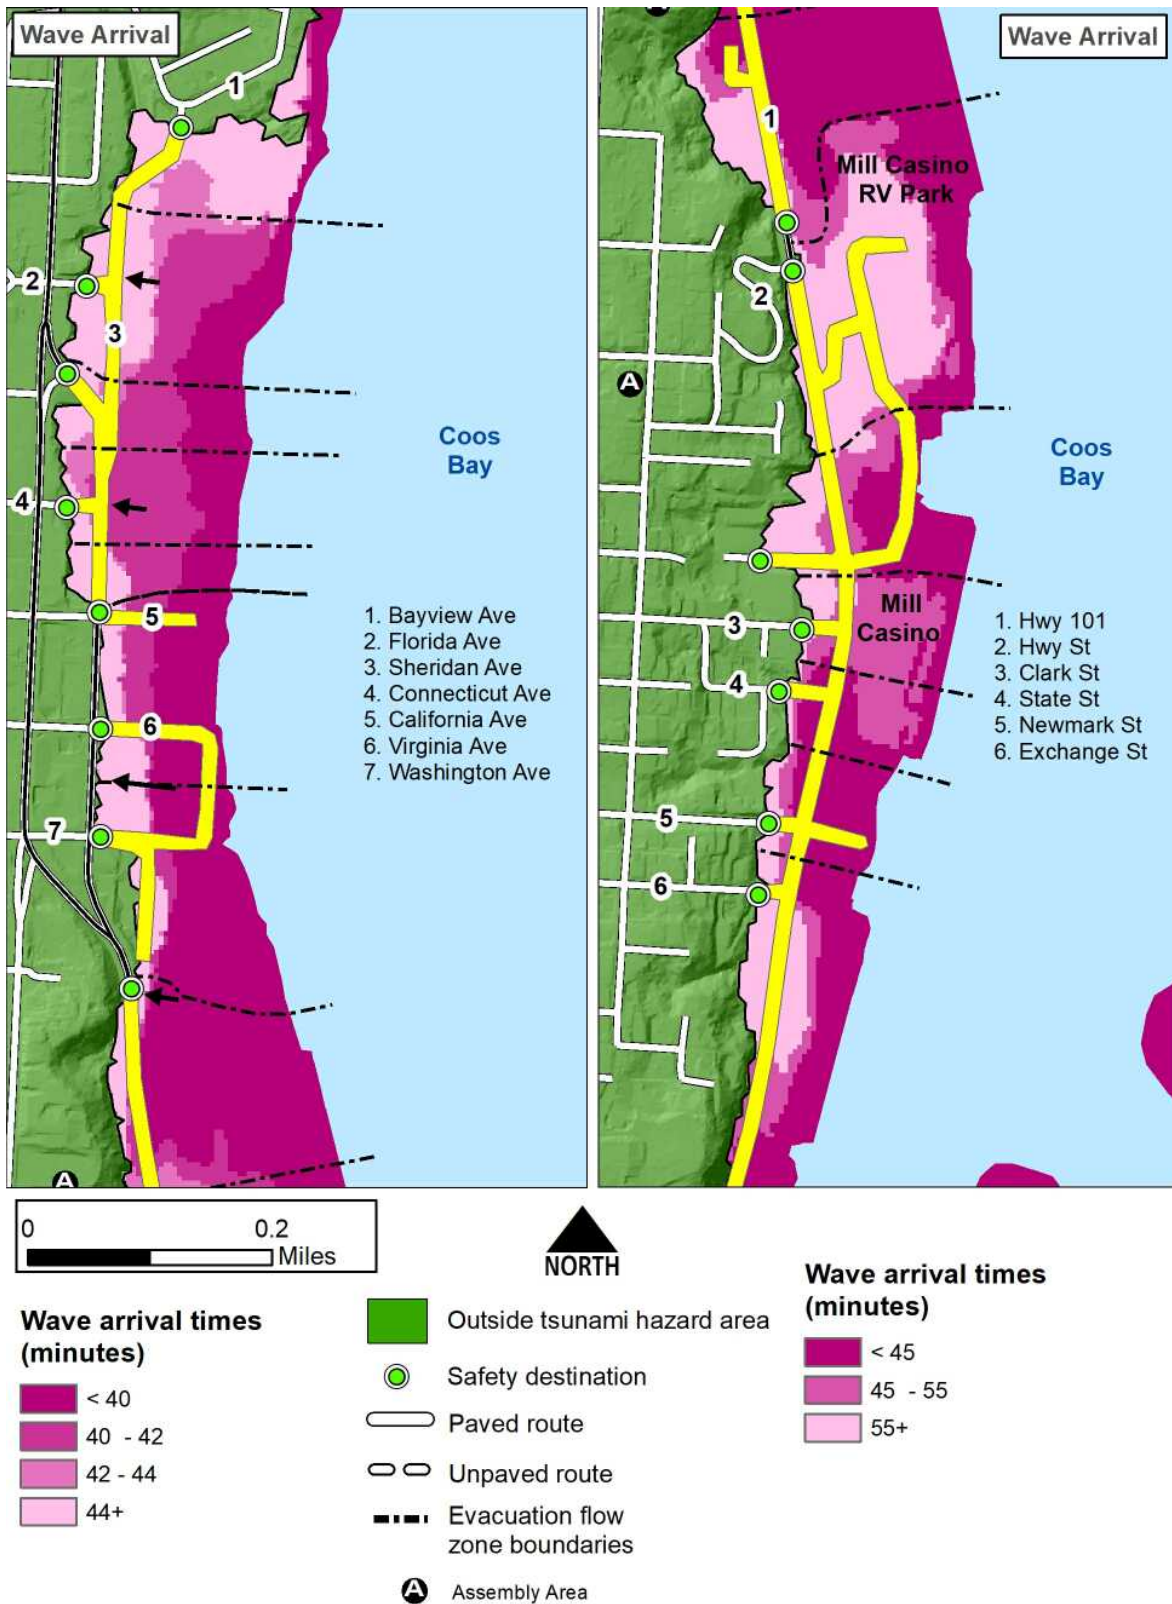 Wave Arrival
1
2
3
4
5
6
7
Coos
Bay
1. Bayview Ave
2. Florida Ave
3. Sheridan Ave
4. Connecticut Ave
5. California Ave
6. Virginia Ave
7. Washington Ave
A
Wave Arrival
1
Mill Casino
RV Park
2
A
Coos
Bay
Mill
Casino
3
4
5
6
1. Hwy 101
2. Hwy St
3. Clark St
4. State St
5. Newmark St
6. Exchange St
0 0.2
Miles
NORTH
Wave arrival times
(minutes)
< 40
40 - 42
42 - 44
44+
Outside tsunami hazard area
Safety destination
Paved route
Unpaved route
Evacuation flow
zone boundaries
A Assembly Area
Wave arrival times
(minutes)
< 45
45 - 55
55+